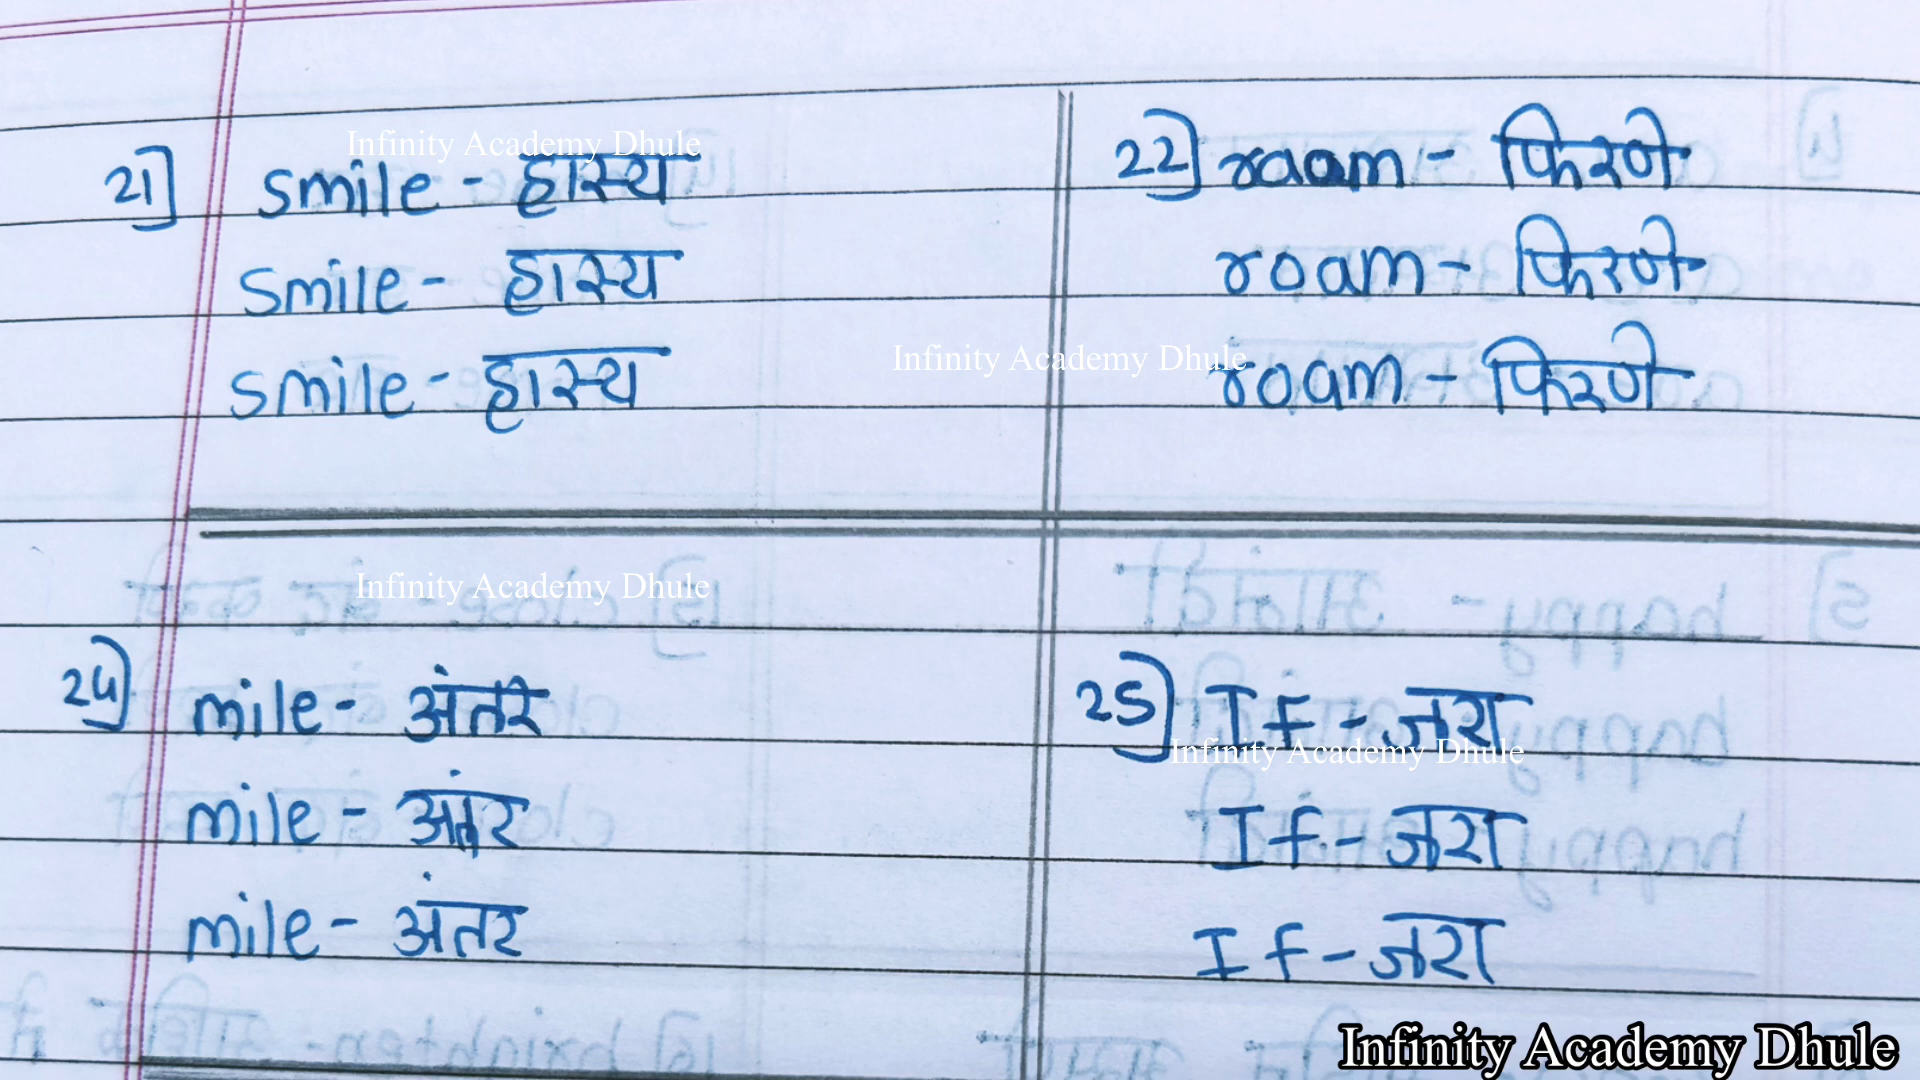 21] smile - हास्य
smile - हास्य
smile - हास्य
22] roam - फिरणे
roam - फिरणे
roam - फिरणे
24] mile - अंतर
mile - अंतर
mile - अंतर
25] If - जरा
If - जरा
If - जरा
Infinity Academy Dhule
Infinity Academy Dhule
Infinity Academy Dhule
Infinity Academy Dhule
Infinity Academy Dhule